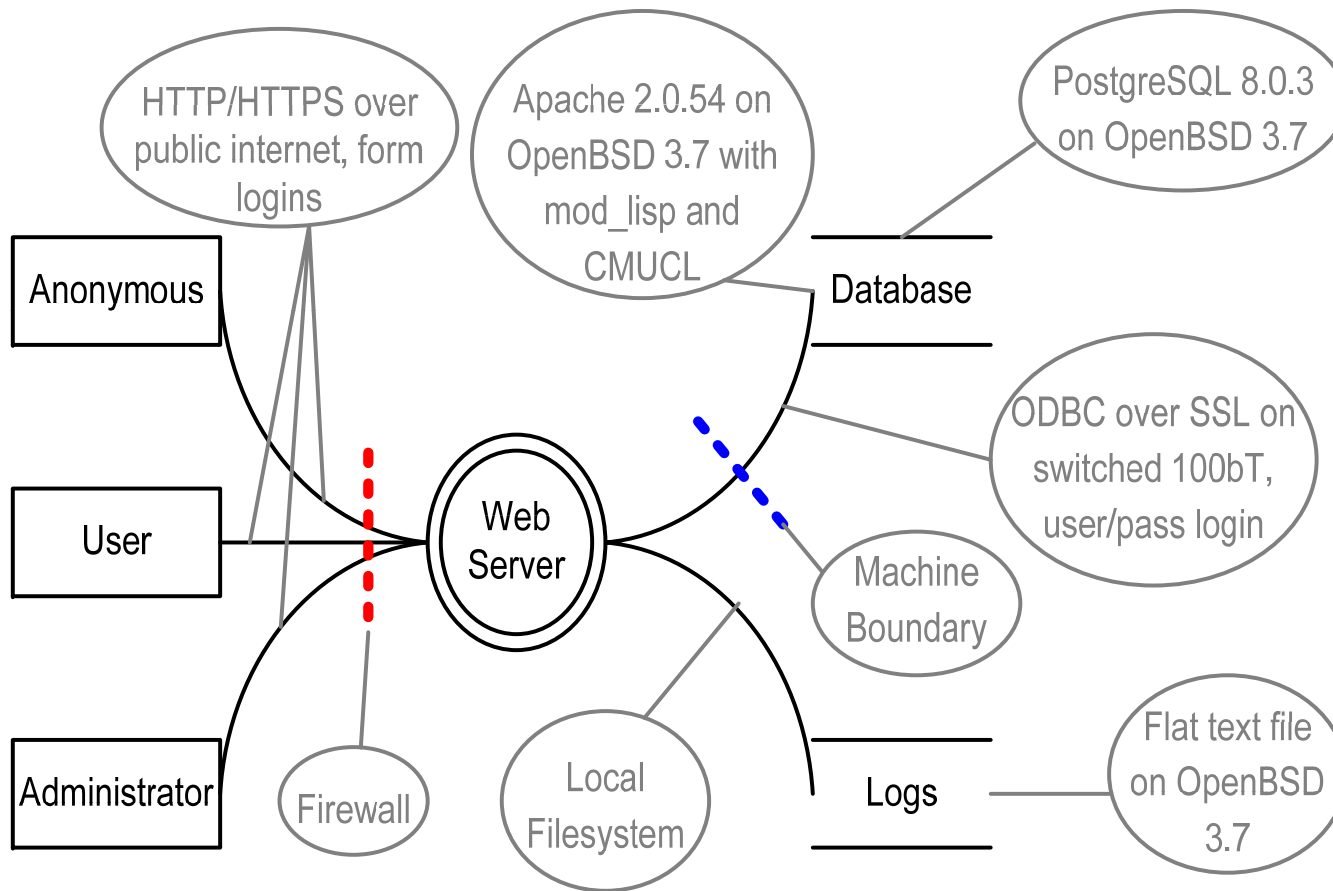 HTTP/HTTPS over
public internet, form
logins
Apache 2.0.54 on
OpenBSD 3.7 with
mod_lisp and
CMUCL
PostgreSQL 8.0.3
on OpenBSD 3.7
Anonymous
Database
ODBC over SSL on
switched 100bT,
user/pass login
User
Web
Server
Machine
Boundary
Administrator
Firewall
Local
Filesystem
Logs
Flat text file
on OpenBSD
3.7